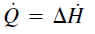 Q̇ = ΔḢ